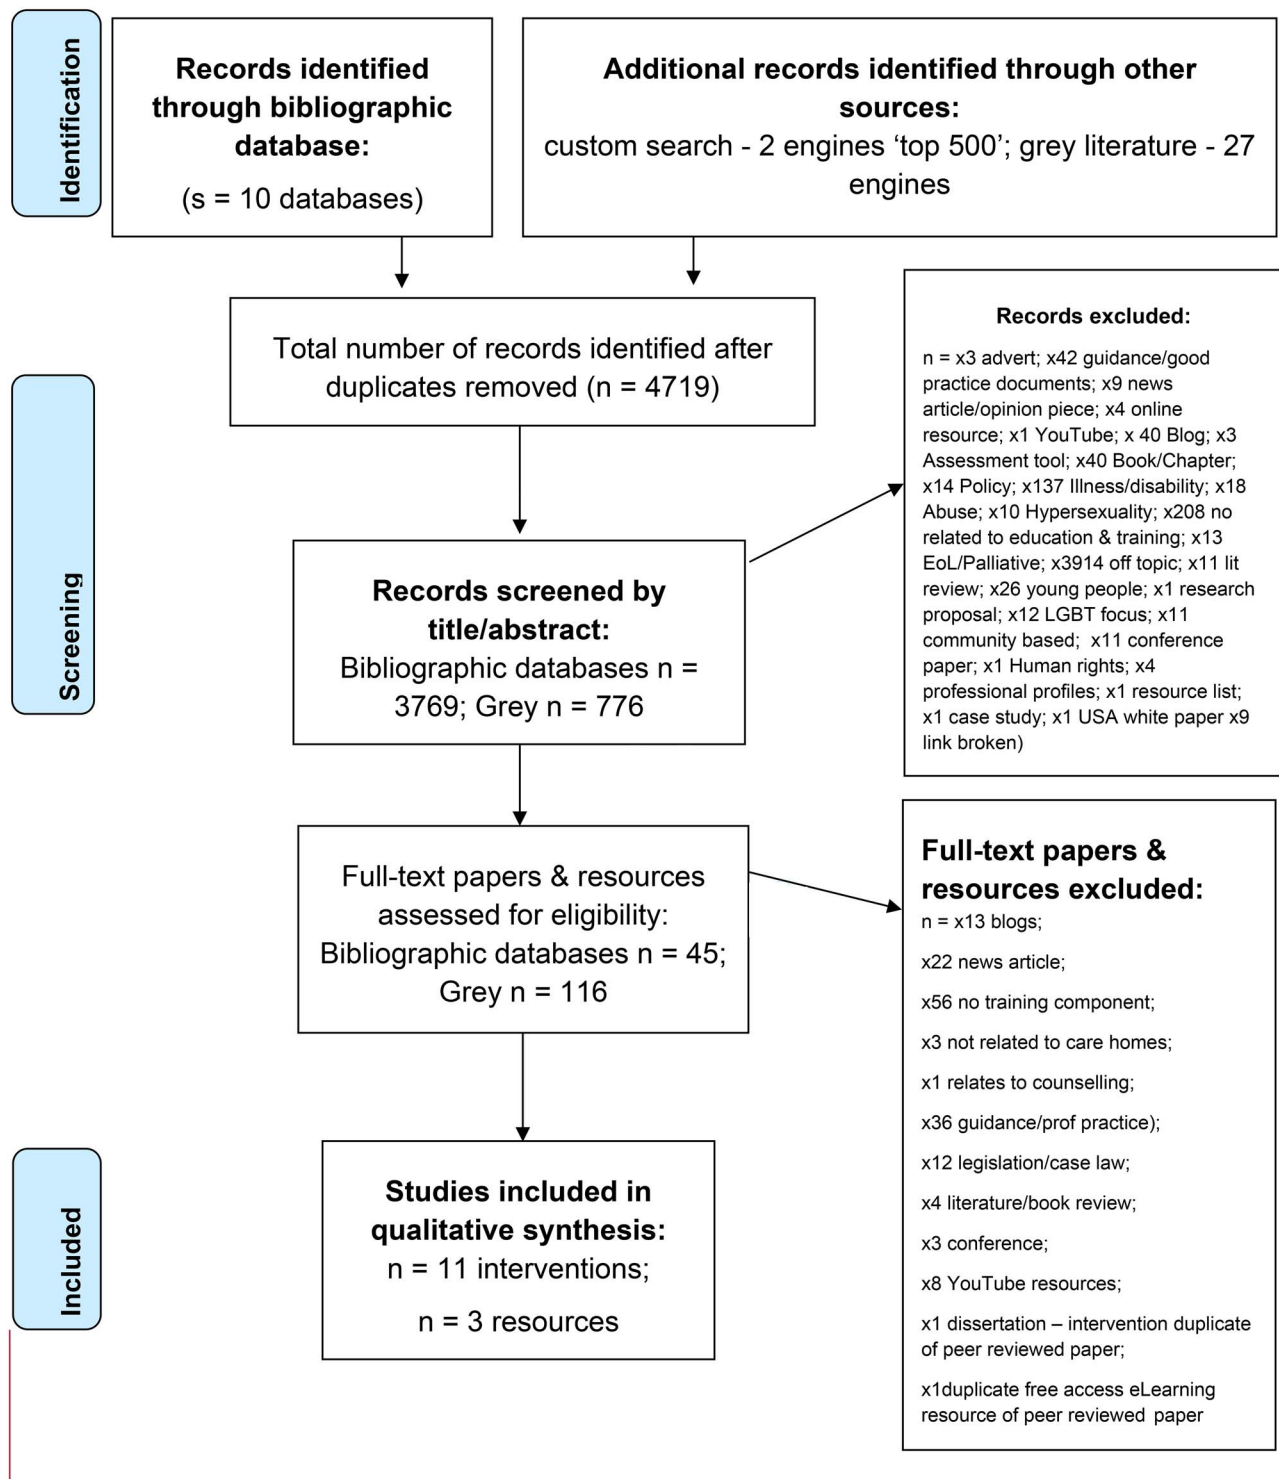 Identification
Records identified
through bibliographic
database:
(s = 10 databases)
Additional records identified through other
sources:
custom search - 2 engines ‘top 500’; grey literature - 27
engines
Total number of records identified after
duplicates removed (n = 4719)
Records excluded:
n = x3 advert; x42 guidance/good
practice documents; x9 news
article/opinion piece; x4 online
resource; x1 YouTube; x 40 Blog; x3
Assessment tool; x40 Book/Chapter;
x14 Policy; x137 Illness/disability; x18
Abuse; x10 Hypersexuality; x208 no
related to education & training; x13
EoL/Palliative; x3914 off topic; x11 lit
review; x26 young people; x1 research
proposal; x12 LGBT focus; x11
community based; x11 conference
paper; x1 Human rights; x4
professional profiles; x1 resource list;
x1 case study; x1 USA white paper x9
link broken)
Screening
Records screened by
title/abstract:
Bibliographic databases n =
3769; Grey n = 776
Full-text papers & resources
assessed for eligibility:
Bibliographic databases n = 45;
Grey n = 116
Full-text papers &
resources excluded:
n = x13 blogs;
x22 news article;
x56 no training component;
x3 not related to care homes;
x1 relates to counselling;
x36 guidance/prof practice);
x12 legislation/case law;
x4 literature/book review;
x3 conference;
x8 YouTube resources;
x1 dissertation – intervention duplicate
of peer reviewed paper;
x1duplicate free access eLearning
resource of peer reviewed paper
Included
Studies included in
qualitative synthesis:
n = 11 interventions;
n = 3 resources